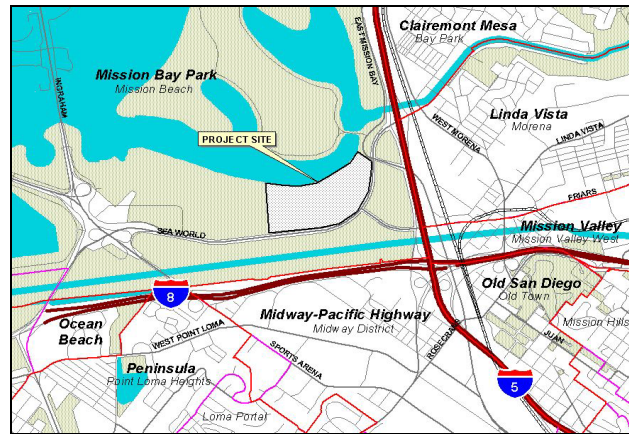 Clairemont Mesa
Bay Park
EAST MISSION BAY
INGRAHAM
Mission Bay Park
Mission Beach
Linda Vista
Morena
WEST MORENA
LINDA VISTA
PROJECT SITE
FRIARS
SEA WORLD
Mission Valley
Mission Valley West
Old San Diego
Old Town
8
Midway-Pacific Highway
Midway District
Ocean
Beach
WEST POINT LOMA
ROSECRANS
JUAN
Mission Hills
SPORTS ARENA
Peninsula
Point Loma Heights
5
Loma Portal